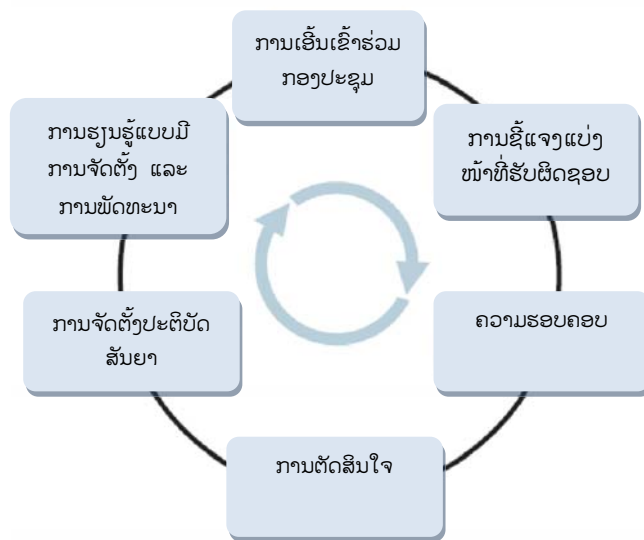 ການເອີ້ນເຂົ້າຮ່ວມ
ກອງປະຊຸມ
ການຊີ້ແຈງແບ່ງ
ໜ້າທີ່ຮັບຜິດຊອບ
ຄວາມຮອບຄອບ
ການຕັດສິນໃຈ
ການຈັດຕັ້ງປະຕິບັດ
ສັນຍາ
ການຮຽນຮູ້ແບບມີ
ການຈັດຕັ້ງ ແລະ
ການພັດທະນາ